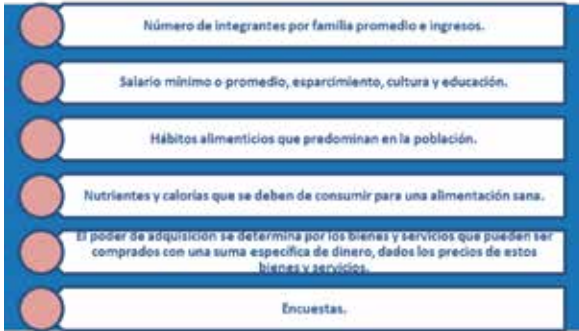 Número de integrantes por família promedio e ingresos.
Salario mínimo o promedio, esparcimiento, cultura y educación.
Hábitos alimenticios que predominan en la población.
Nutrientes y calorías que se deben de consumir para una alimentación sana.
El poder de adquisición se determina por los bienes y servicios que pueden ser
comprados con una suma específica de dinero, dados los precios de estos
bienes y servicios.
Encuestas.